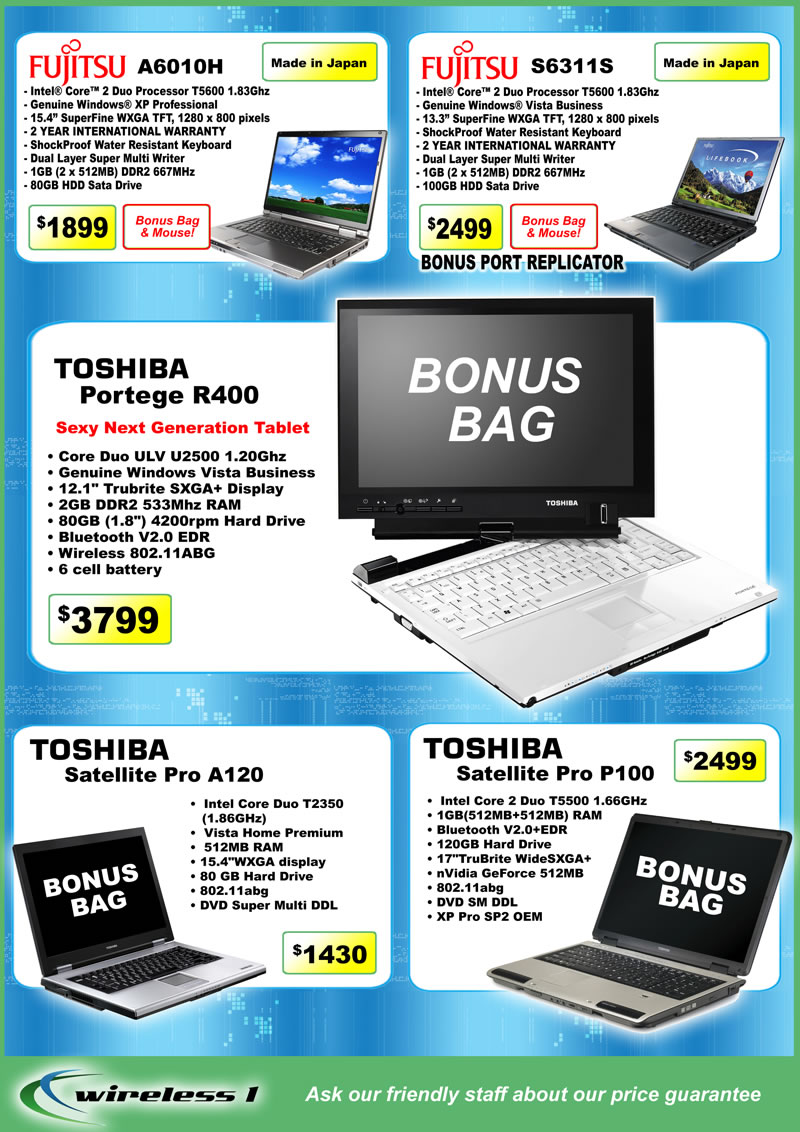 FUJITSU A6010H
Made in Japan
- Intel® Core™ 2 Duo Processor T5600 1.83Ghz
- Genuine Windows® XP Professional
- 15.4” SuperFine WXGA TFT, 1280 x 800 pixels
- 2 YEAR INTERNATIONAL WARRANTY
- ShockProof Water Resistant Keyboard
- Dual Layer Super Multi Writer
- 1GB (2 x 512MB) DDR2 667MHz
- 80GB HDD Sata Drive
$1899
Bonus Bag
& Mouse!
FUJITSU
FUJITSU S6311S
Made in Japan
- Intel® Core™ 2 Duo Processor T5600 1.83Ghz
- Genuine Windows® Vista Business
- 13.3” SuperFine WXGA TFT, 1280 x 800 pixels
- ShockProof Water Resistant Keyboard
- 2 YEAR INTERNATIONAL WARRANTY
- Dual Layer Super Multi Writer
- 1GB (2 x 512MB) DDR2 667MHz
- 100GB HDD Sata Drive
$2499
Bonus Bag
& Mouse!
BONUS PORT REPLICATOR
LIFEBOOK
TOSHIBA
Portege R400
Sexy Next Generation Tablet
• Core Duo ULV U2500 1.20Ghz
• Genuine Windows Vista Business
• 12.1" Trubrite SXGA+ Display
• 2GB DDR2 533Mhz RAM
• 80GB (1.8") 4200rpm Hard Drive
• Bluetooth V2.0 EDR
• Wireless 802.11ABG
• 6 cell battery
$3799
BONUS
BAG
TOSHIBA
TOSHIBA
Satellite Pro A120
• Intel Core Duo T2350
(1.86GHz)
• Vista Home Premium
• 512MB RAM
• 15.4"WXGA display
• 80 GB Hard Drive
• 802.11abg
• DVD Super Multi DDL
$1430
BONUS
BAG
TOSHIBA
TOSHIBA
Satellite Pro P100
$2499
• Intel Core 2 Duo T5500 1.66GHz
• 1GB(512MB+512MB) RAM
• Bluetooth V2.0+EDR
• 120GB Hard Drive
• 17"TruBrite WideSXGA+
• nVidia GeForce 512MB
• 802.11abg
• DVD SM DDL
• XP Pro SP2 OEM
BONUS
BAG
wireless 1
Ask our friendly staff about our price guarantee